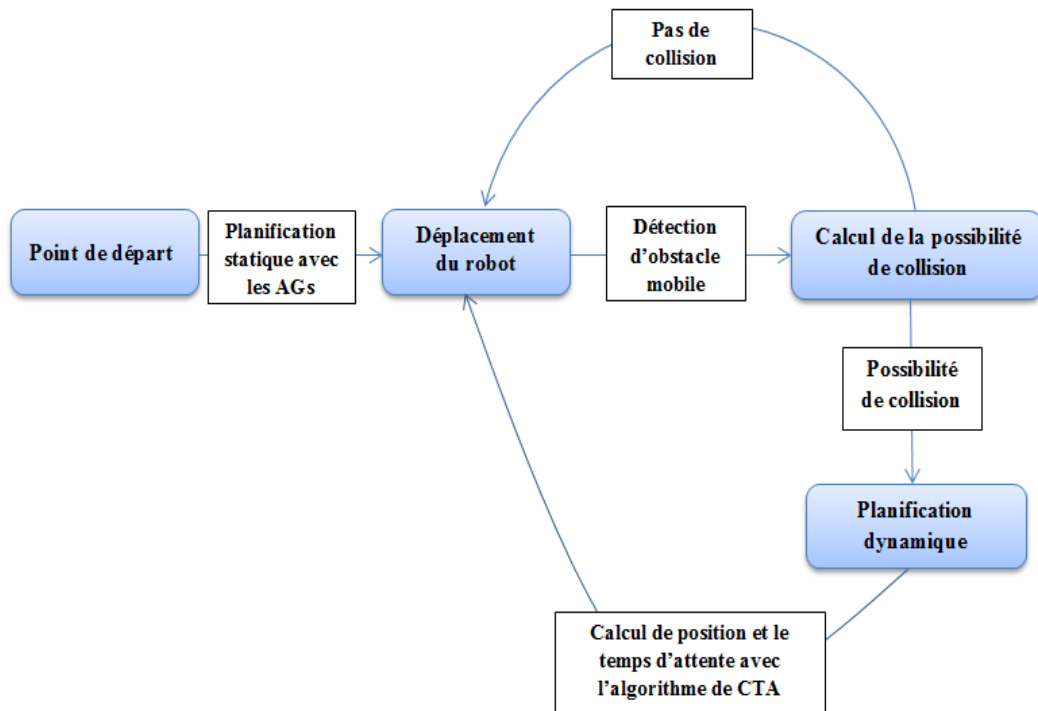 Pas de
collision
Point de départ
Planification
statique avec
les AGs
Déplacement
du robot
Détection
d'obstacle
mobile
Calcul de la possibilité
de collision
Possibilité
de collision
Planification
dynamique
Calcul de position et le
temps d'attente avec
l'algorithme de CTA